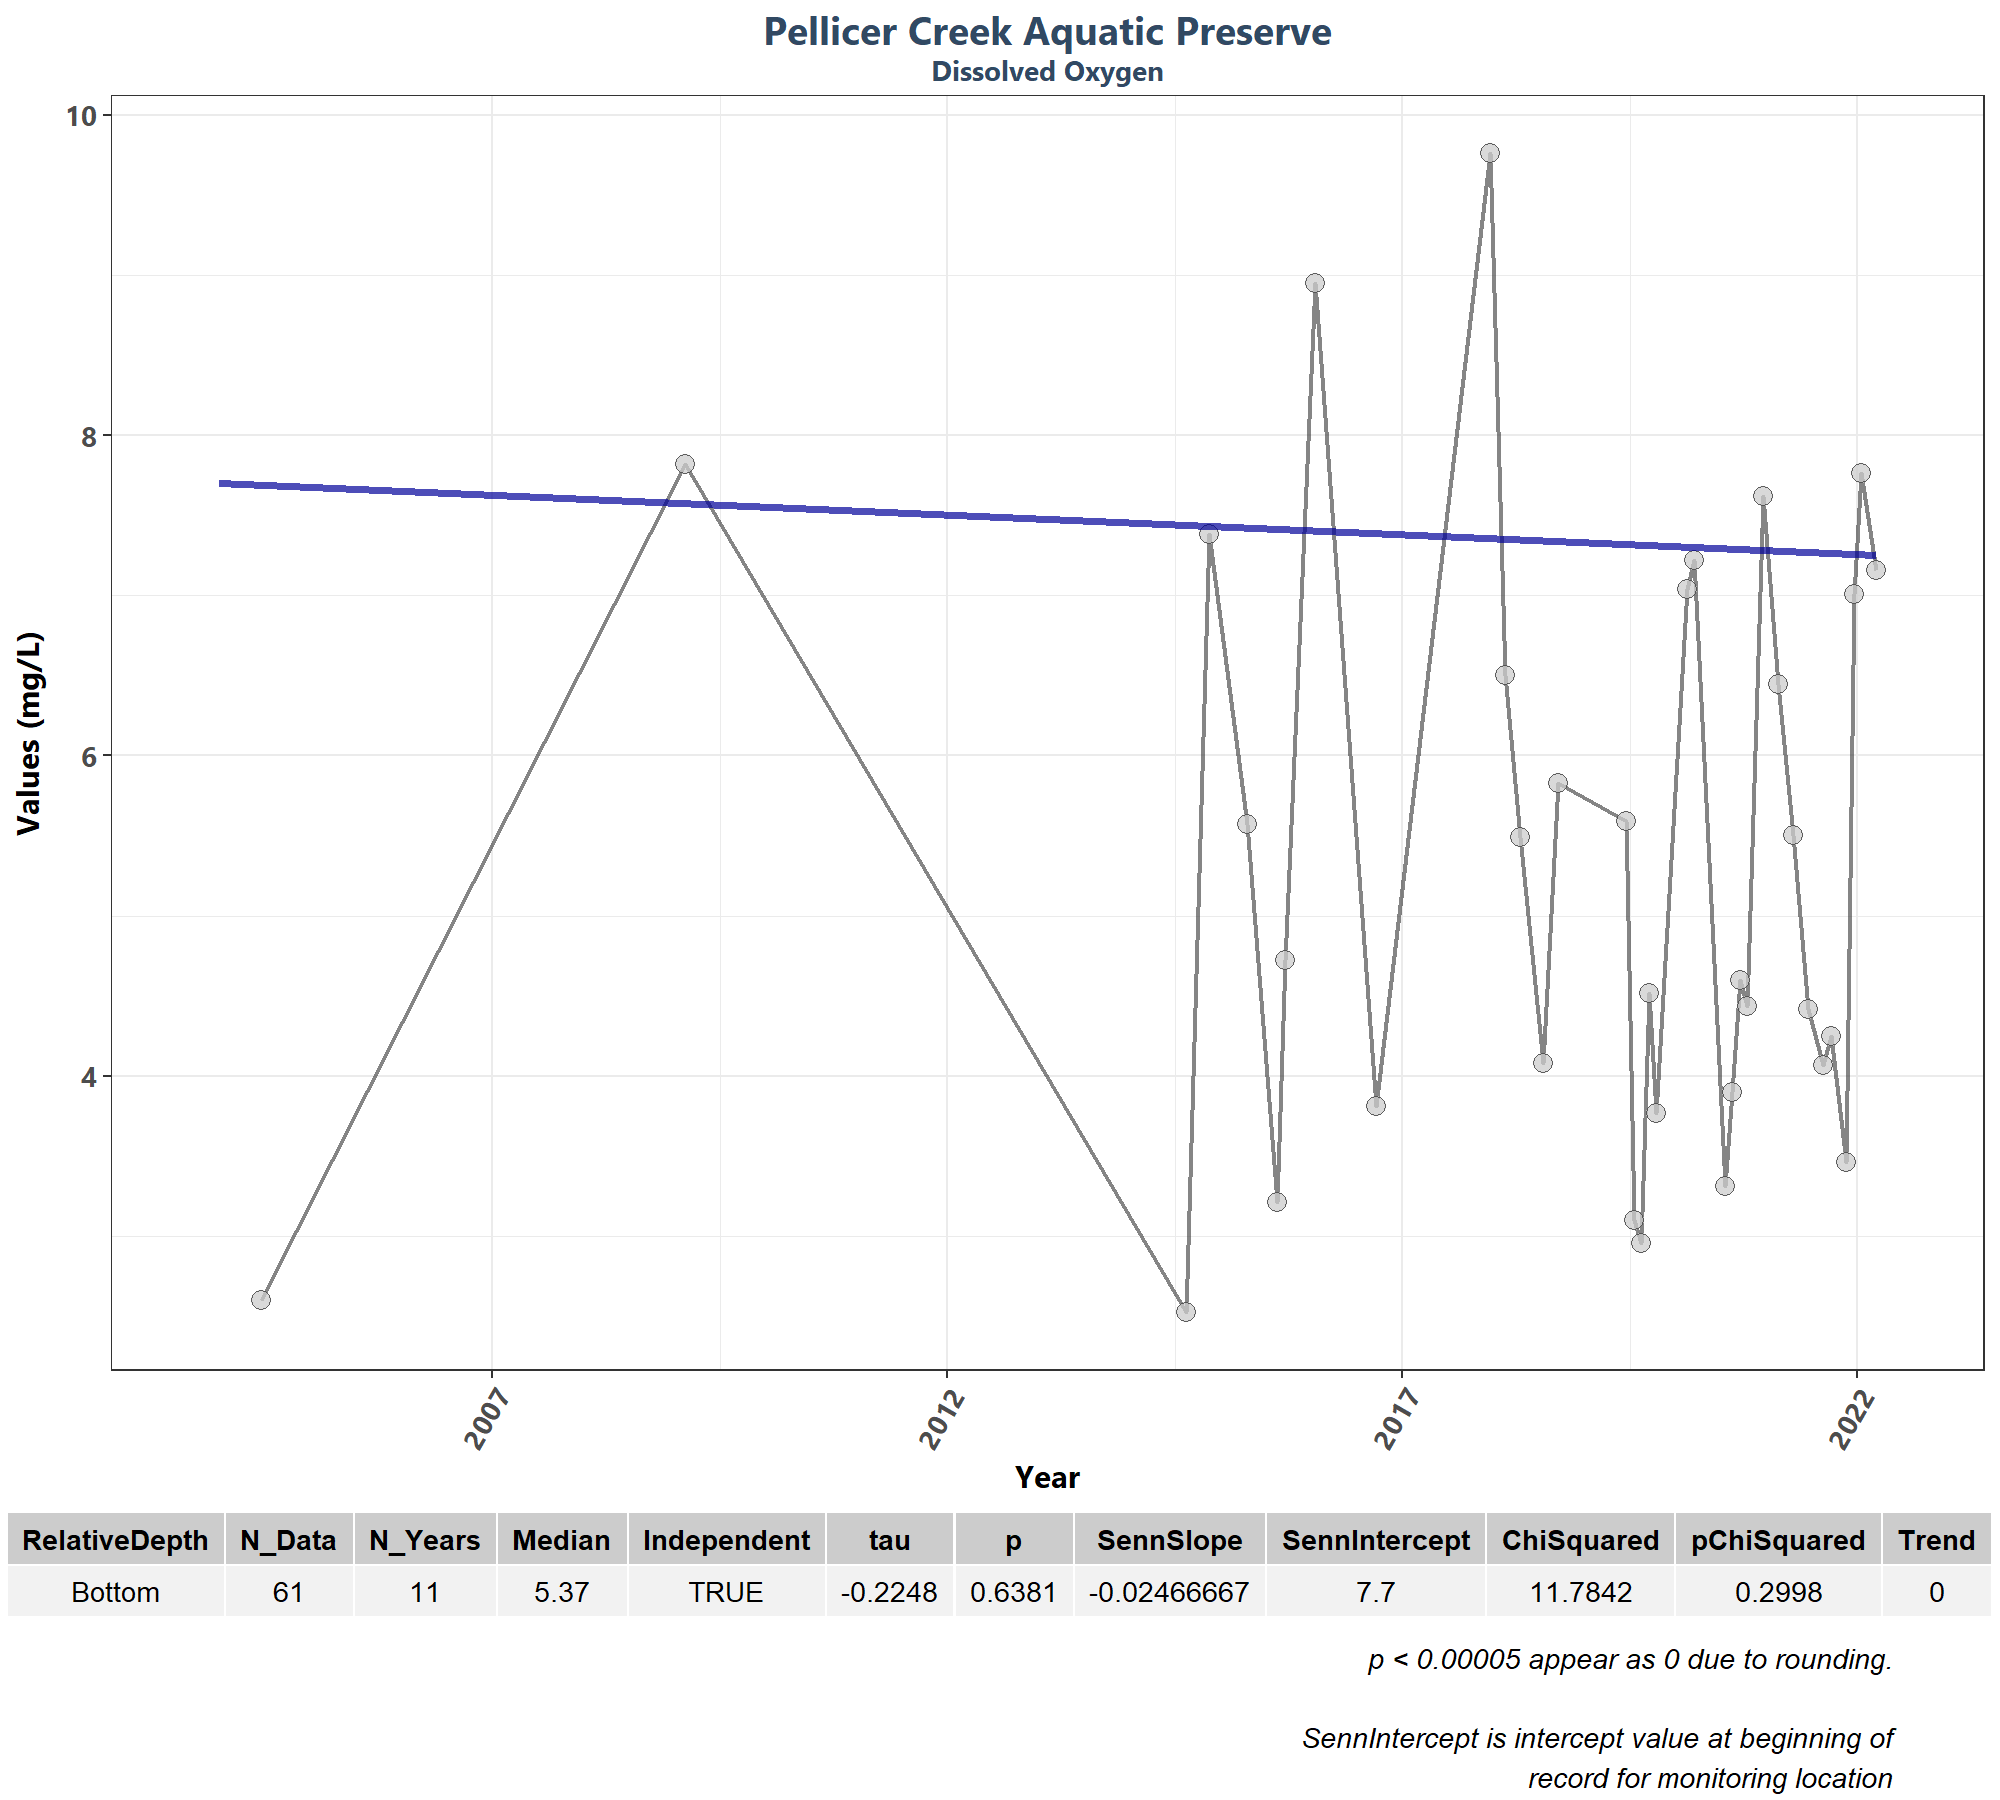 Pellicer Creek Aquatic Preserve
Dissolved Oxygen
10
8
6
4
Values (mg/L)
2007 2012 2017 2022
Year
RelativeDepth N_Data N_Years Median Independent tau p SennSlope SennIntercept ChiSquared pChiSquared Trend
Bottom 61 11 5.37 TRUE -0.2248 0.6381 -0.02466667 7.7 11.7842 0.2998 0
p < 0.00005 appear as 0 due to rounding.
SennIntercept is intercept value at beginning of
record for monitoring location